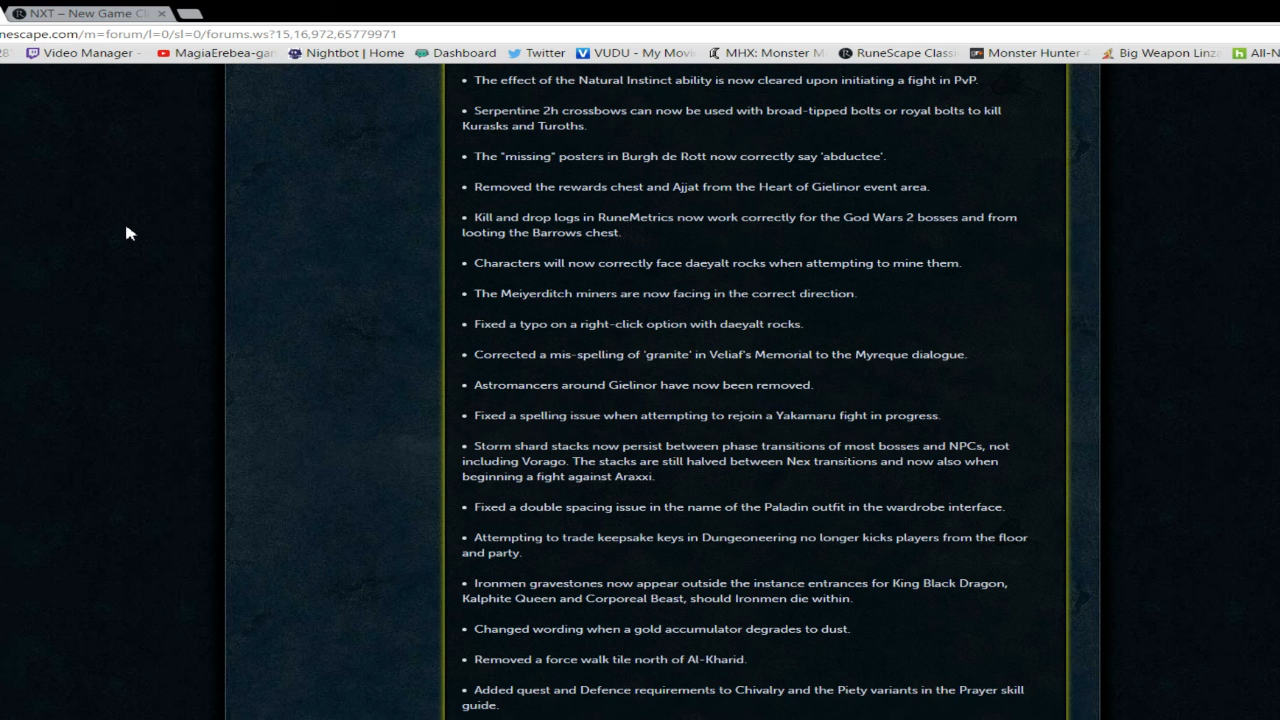 NXT – New Game Cli
nescape.com/m=forum/l=0/sl=0/forums.ws?15,16,972,65779971
Video Manager - MagiaErebea-gam Nightbot | Home Dashboard Twitter VUDU - My Movi MHX: Monster M RuneScape Classi Monster Hunter 4 Big Weapon Linza All-N
• The effect of the Natural Instinct ability is now cleared upon initiating a fight in PvP.
• Serpentine 2h crossbows can now be used with broad-tipped bolts or royal bolts to kill
Kurasks and Turoths.
• The "missing" posters in Burgh de Rott now correctly say 'abductee'.
• Removed the rewards chest and Ajjat from the Heart of Gielinor event area.
• Kill and drop logs in RuneMetrics now work correctly for the God Wars 2 bosses and from
looting the Barrows chest.
• Characters will now correctly face daeyalt rocks when attempting to mine them.
• The Meiyerditch miners are now facing in the correct direction.
• Fixed a typo on a right-click option with daeyalt rocks.
• Corrected a mis-spelling of 'granite' in Veliaf's Memorial to the Myreque dialogue.
• Astromancers around Gielinor have now been removed.
• Fixed a spelling issue when attempting to rejoin a Yakamaru fight in progress.
• Storm shard stacks now persist between phase transitions of most bosses and NPCs, not
including Vorago. The stacks are still halved between Nex transitions and now also when
beginning a fight against Araxxi.
• Fixed a double spacing issue in the name of the Paladin outfit in the wardrobe interface.
• Attempting to trade keepsake keys in Dungeoneering no longer kicks players from the floor
and party.
• Ironmen gravestones now appear outside the instance entrances for King Black Dragon,
Kalphite Queen and Corporeal Beast, should Ironmen die within.
• Changed wording when a gold accumulator degrades to dust.
• Removed a force walk tile north of Al-Kharid.
• Added quest and Defence requirements to Chivalry and the Piety variants in the Prayer skill
guide.